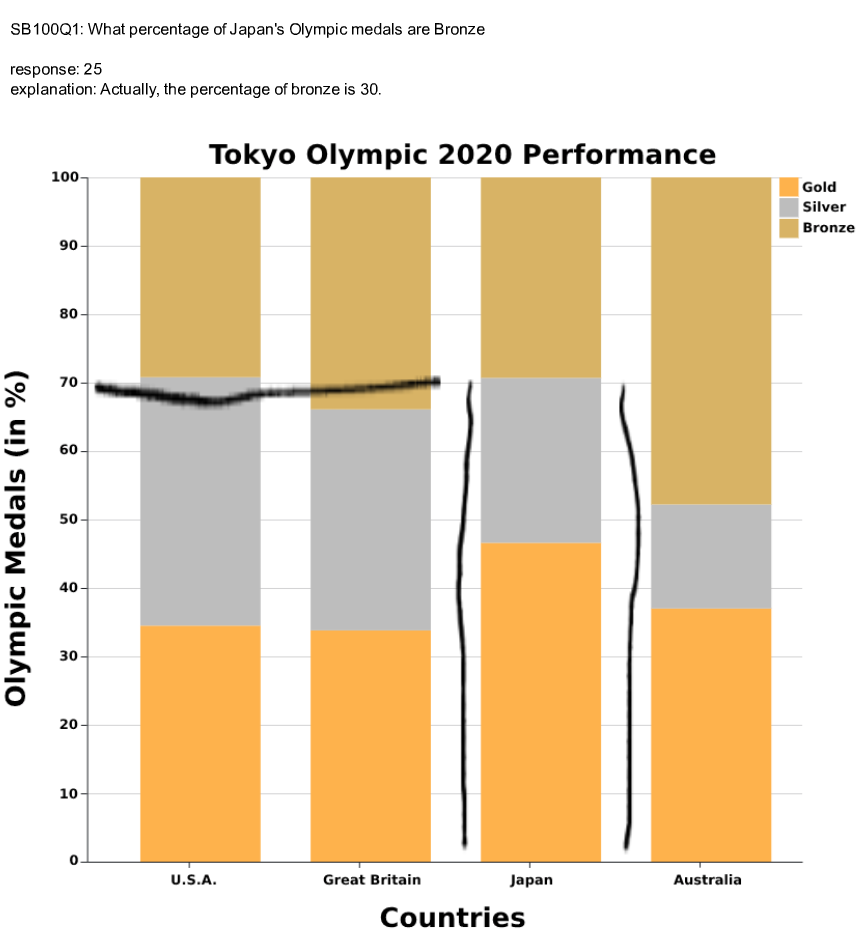 SB100Q1: What percentage of Japan's Olympic medals are Bronze
response: 25
explanation: Actually, the percentage of bronze is 30.
Tokyo Olympic 2020 Performance
Gold
Silver
Bronze
Olympic Medals (in %)
100
90
80
70
60
50
40
30
20
10
0
U.S.A.
Great Britain
Japan
Australia
Countries